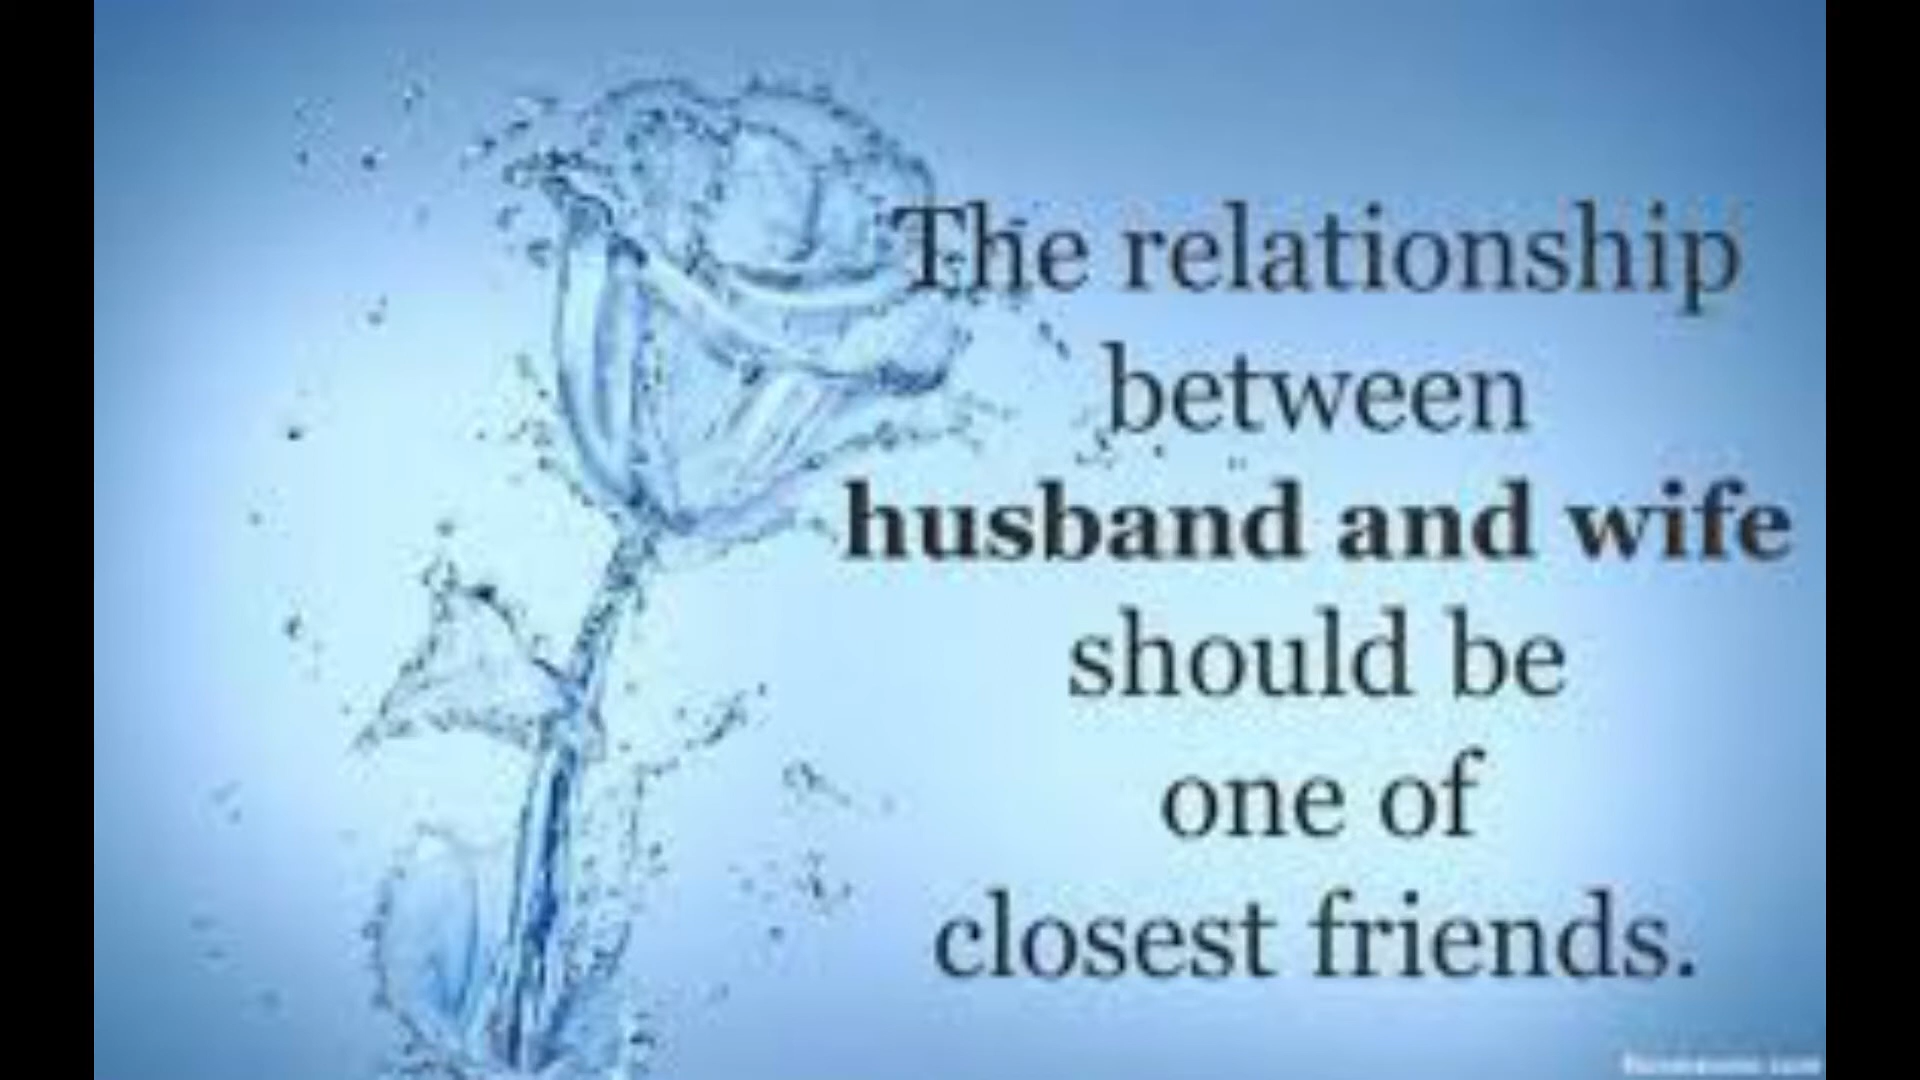 The relationship
between
husband and wife
should be
one of
closest friends.